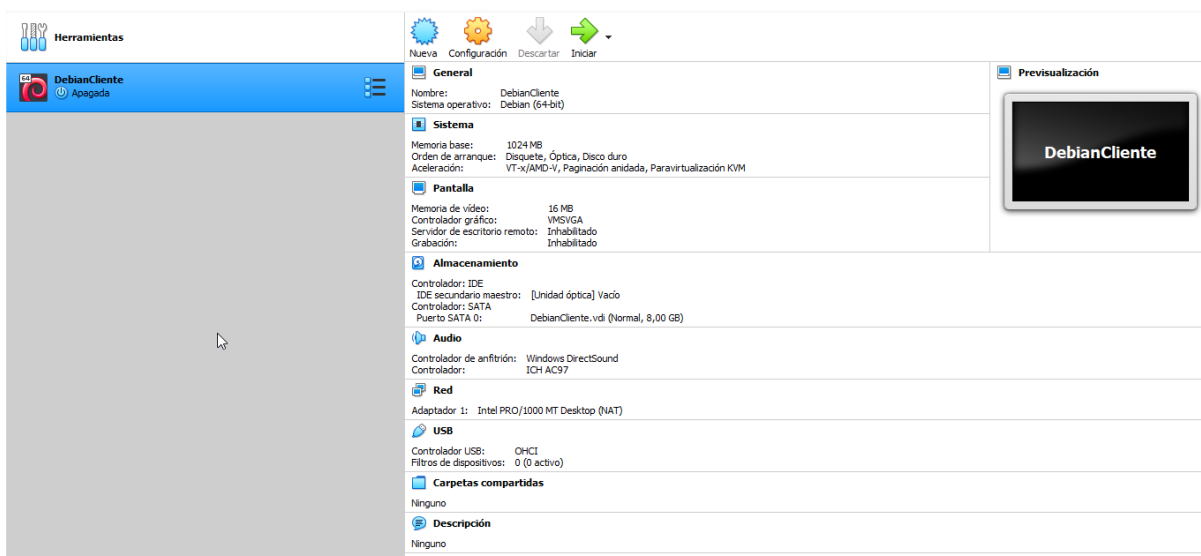 Herramientas
Nueva Configuración Descartar Iniciar
64 DebianCliente
Apagada
General
Nombre: DebianCliente
Sistema operativo: Debian (64-bit)
Previsualización
DebianCliente
Sistema
Memoria base: 1024 MB
Orden de arranque: Disquete, Óptica, Disco duro
Aceleración: VT-x/AMD-V, Paginación anidada, Paravirtualización KVM
Pantalla
Memoria de vídeo: 16 MB
Controlador gráfico: VMSVGA
Servidor de escritorio remoto: Inhabilitado
Grabación: Inhabilitado
Almacenamiento
Controlador: IDE
IDE secundario maestro: [Unidad óptica] Vacío
Controlador: SATA
Puerto SATA 0: DebianCliente.vdi (Normal, 8,00 GB)
Audio
Controlador de anfitrión: Windows DirectSound
Controlador: ICH AC97
Red
Adaptador 1: Intel PRO/1000 MT Desktop (NAT)
USB
Controlador USB: OHCI
Filtros de dispositivos: 0 (0 activo)
Carpetas compartidas
Ninguno
Descripción
Ninguno